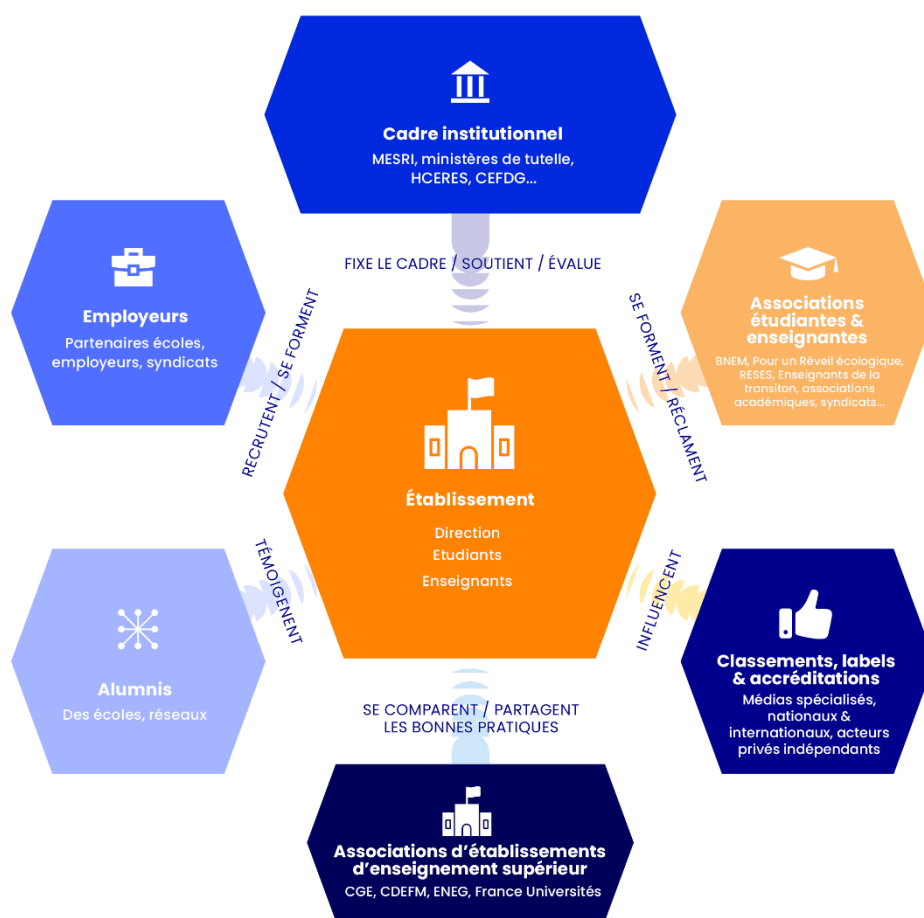 Cadre institutionnel
MESRI, ministères de tutelle,
HCERES, CEFDG...
FIXE LE CADRE / SOUTIENT / ÉVALUE
Employeurs
Partenaires écoles,
employeurs, syndicats
RECRUTENT / SE FORMENT
Associations
étudiantes &
enseignantes
BNEM, Pour un Réveil écologique,
RESES, Enseignants de la
transiton, associations
académiques, syndicats...
SE FORMENT / RÉCLAMENT
Établissement
Direction
Etudiants
Enseignants
Alumnis
Des écoles, réseaux
TÉMOIGENENT
INFLUENCENT
Classements, labels
& accréditations
Médias spécialisés,
nationaux &
internationaux, acteurs
privés indépendants
SE COMPARENT / PARTAGENT
LES BONNES PRATIQUES
Associations d’établissements
d’enseignement supérieur
CGE, CDEFM, ENEG, France Universités